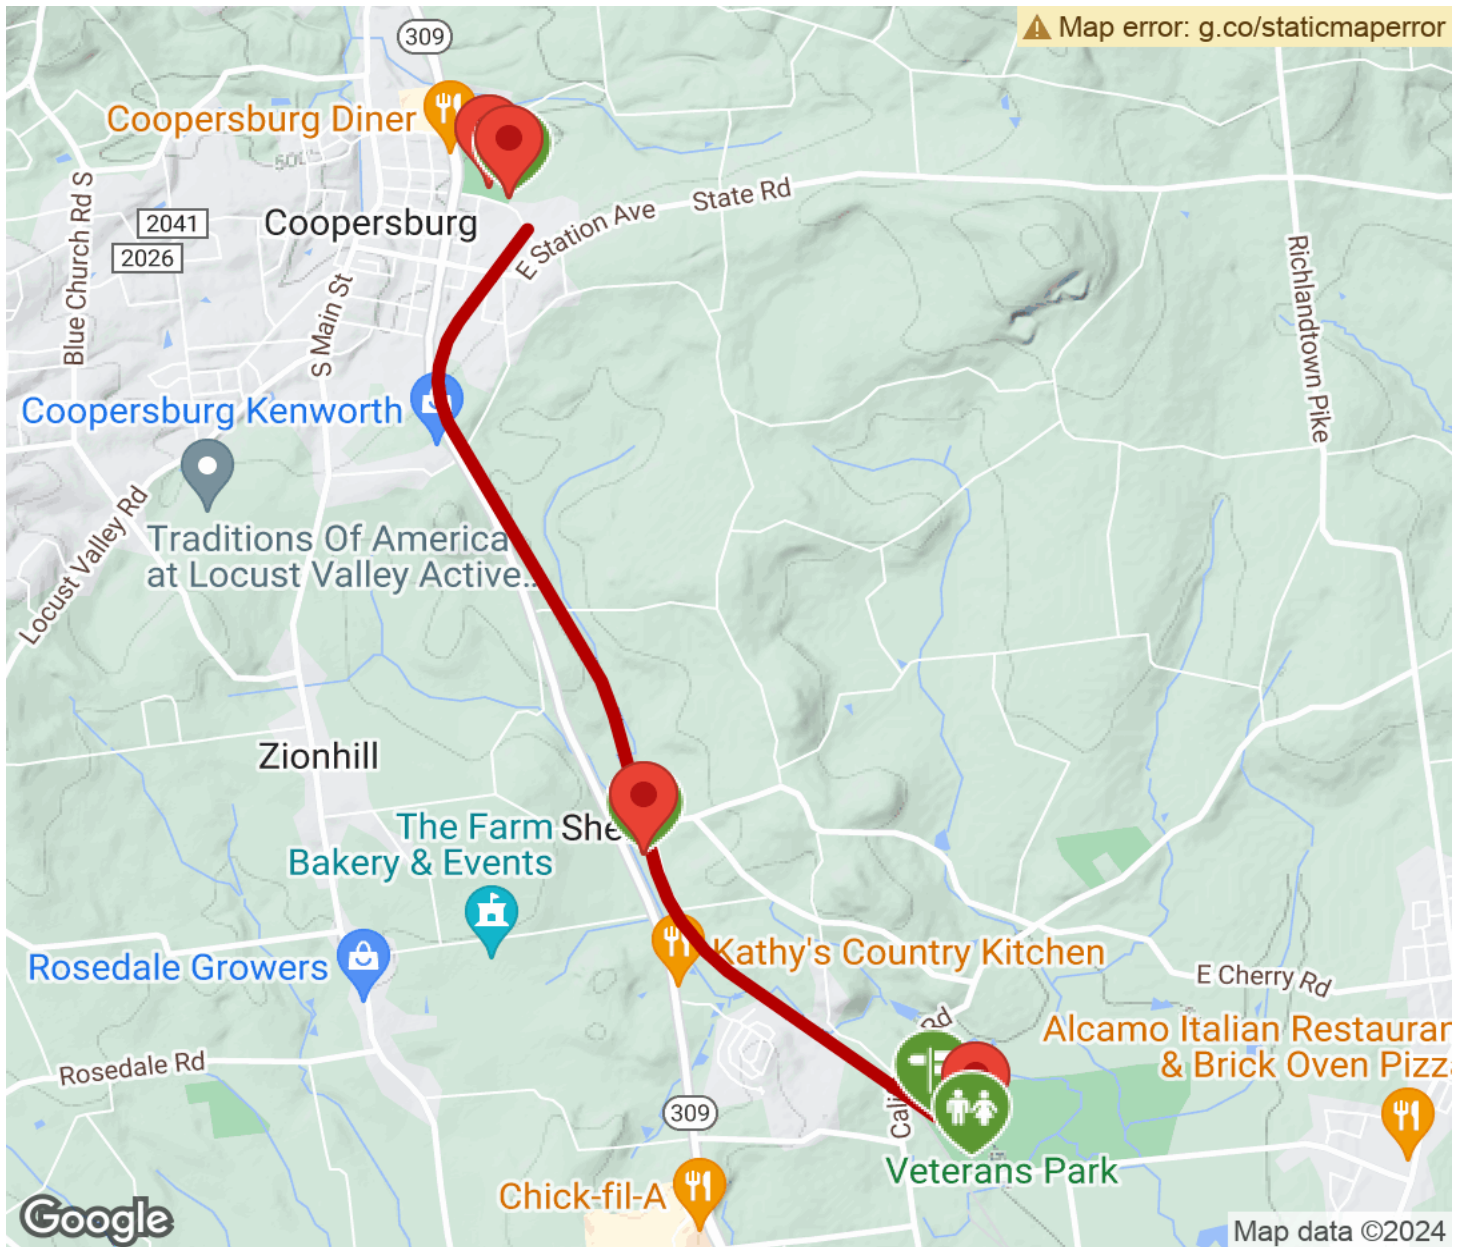 309
Map error: g.co/staticmaperror
Coopersburg Diner
State Rd
E Station Ave
2041
Coopersburg
2026
Blue Church Rd S
S Main St
Richlandtown Pike
Coopersburg Kenworth
Locust Valley Rd
Traditions Of America
at Locust Valley Active...
Zionhill
The Farm
Bakery & Events
She
Kathy's Country Kitchen
Rosedale Growers
E Cherry Rd
Rd
Alcamo Italian Restauran
& Brick Oven Pizz
Rosedale Rd
309
Cali
Veterans Park
Chick-fil-A
Google
Map data ©2024